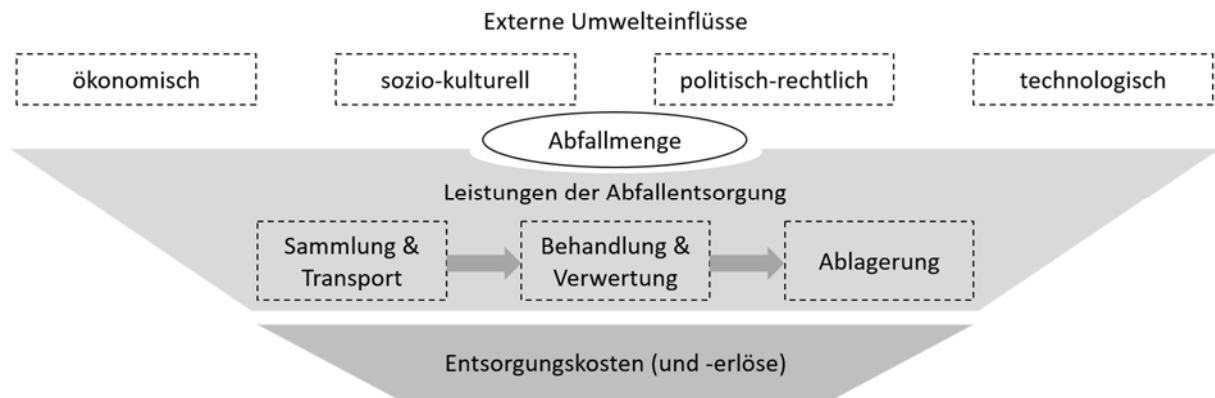 Externe Umwelteinflüsse
ökonomisch
sozio-kulturell
politisch-rechtlich
technologisch
Abfallmenge
Leistungen der Abfallentsorgung
Sammlung &
Transport
Behandlung &
Verwertung
Ablagerung
Entsorgungskosten (und -erlöse)